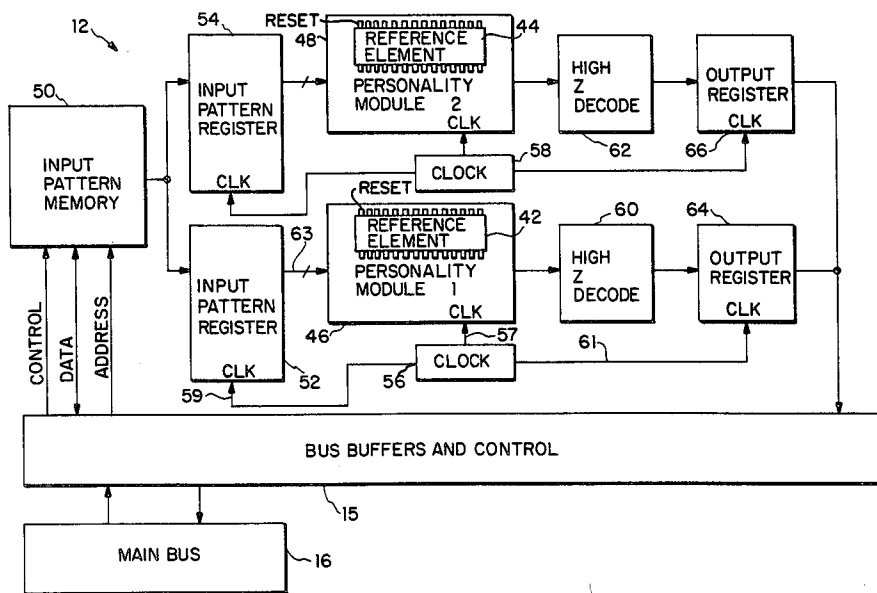 12
54
RESET
48
REFERENCE
ELEMENT
44
PERSONALITY
MODULE 2
CLK
INPUT
PATTERN
REGISTER
CLK
HIGH
Z
DECODE
62
OUTPUT
REGISTER
CLK
66
50
INPUT
PATTERN
MEMORY
CLOCK
58
RESET
REFERENCE
ELEMENT
42
PERSONALITY
MODULE 1
CLK
46
63
INPUT
PATTERN
REGISTER
CLK
52
59
60
HIGH
Z
DECODE
64
OUTPUT
REGISTER
CLK
57
CLOCK
56
61
CONTROL
DATA
ADDRESS
BUS BUFFERS AND CONTROL
15
MAIN BUS
16